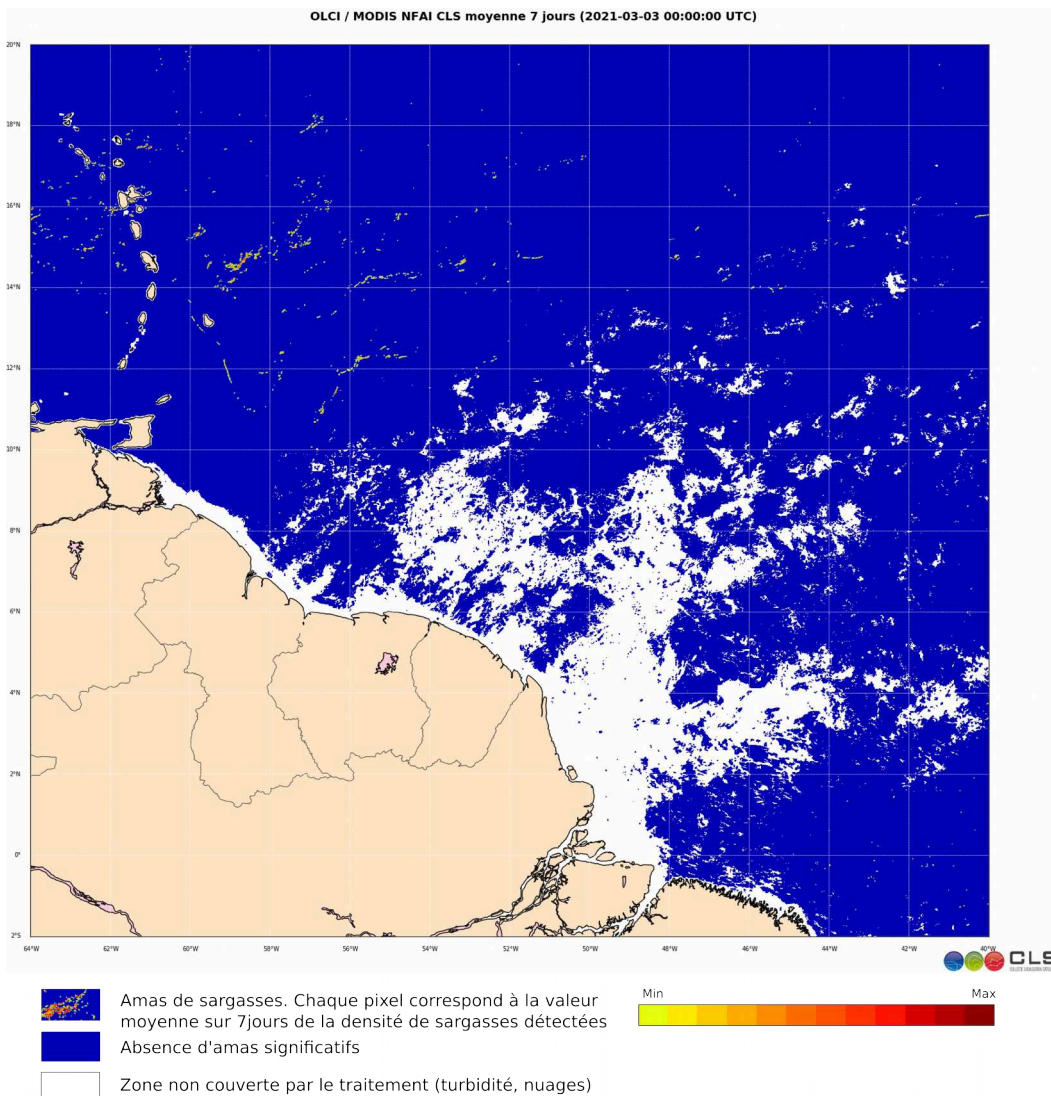 OLCI / MODIS NFAI CLS moyenne 7 jours (2021-03-03 00:00:00 UTC)
20°N
18°N
16°N
14°N
12°N
10°N
8°N
6°N
4°N
2°N
0°
2°S
64°W 62°W 60°W 58°W 56°W 54°W 52°W 50°W 48°W 46°W 44°W 42°W 40°W
CLS
Amas de sargasses. Chaque pixel correspond à la valeur
moyenne sur 7jours de la densité de sargasses détectées
Min Max
Absence d'amas significatifs
Zone non couverte par le traitement (turbidité, nuages)